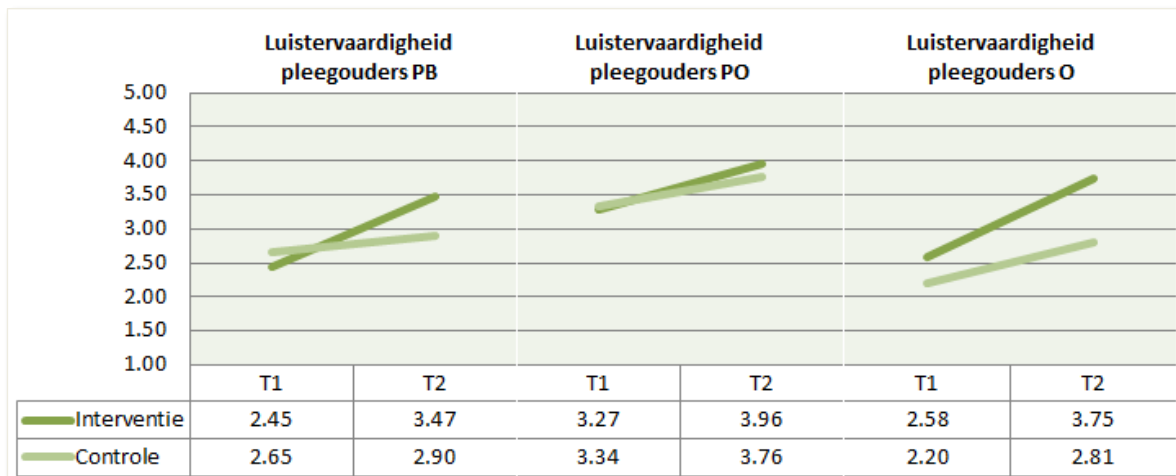 Luistervaardigheid pleegouders PB
Luistervaardigheid pleegouders PO
Luistervaardigheid pleegouders O
5.00
4.50
4.00
3.50
3.00
2.50
2.00
1.50
1.00
T1 T2 T1 T2 T1 T2
Interventie 2.45 3.47 3.27 3.96 2.58 3.75
Controle 2.65 2.90 3.34 3.76 2.20 2.81